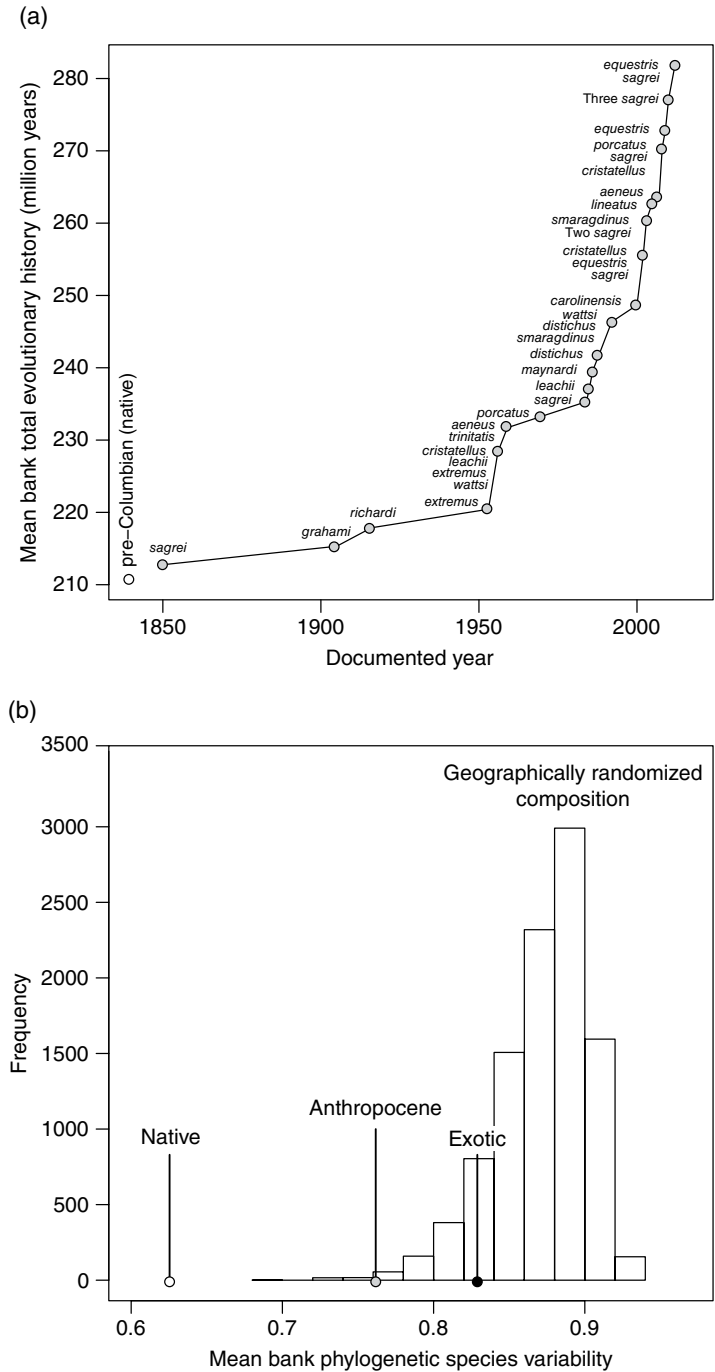 (a)
Mean bank total evolutionary history (million years)
280
270
260
250
240
230
220
210
pre–Columbian (native)
equestris
sagrei
Three sagrei
equestris
porcatus
sagrei
cristatellus
aeneus
lineatus
smaragdinus
Two sagrei
cristatellus
equestris
sagrei
carolinensis
wattsi
distichus
smaragdinus
distichus
maynardi
leachii
sagrei
porcatus
aeneus
trinitatis
cristatellus
leachii
extremus
wattsi
extremus
richardi
grahami
sagrei
1850
1900
1950
2000
Documented year
(b)
Frequency
3500
3000
2500
2000
1500
1000
500
0
Geographically randomized
composition
Anthropocene
Native
Exotic
0.6
0.7
0.8
0.9
Mean bank phylogenetic species variability